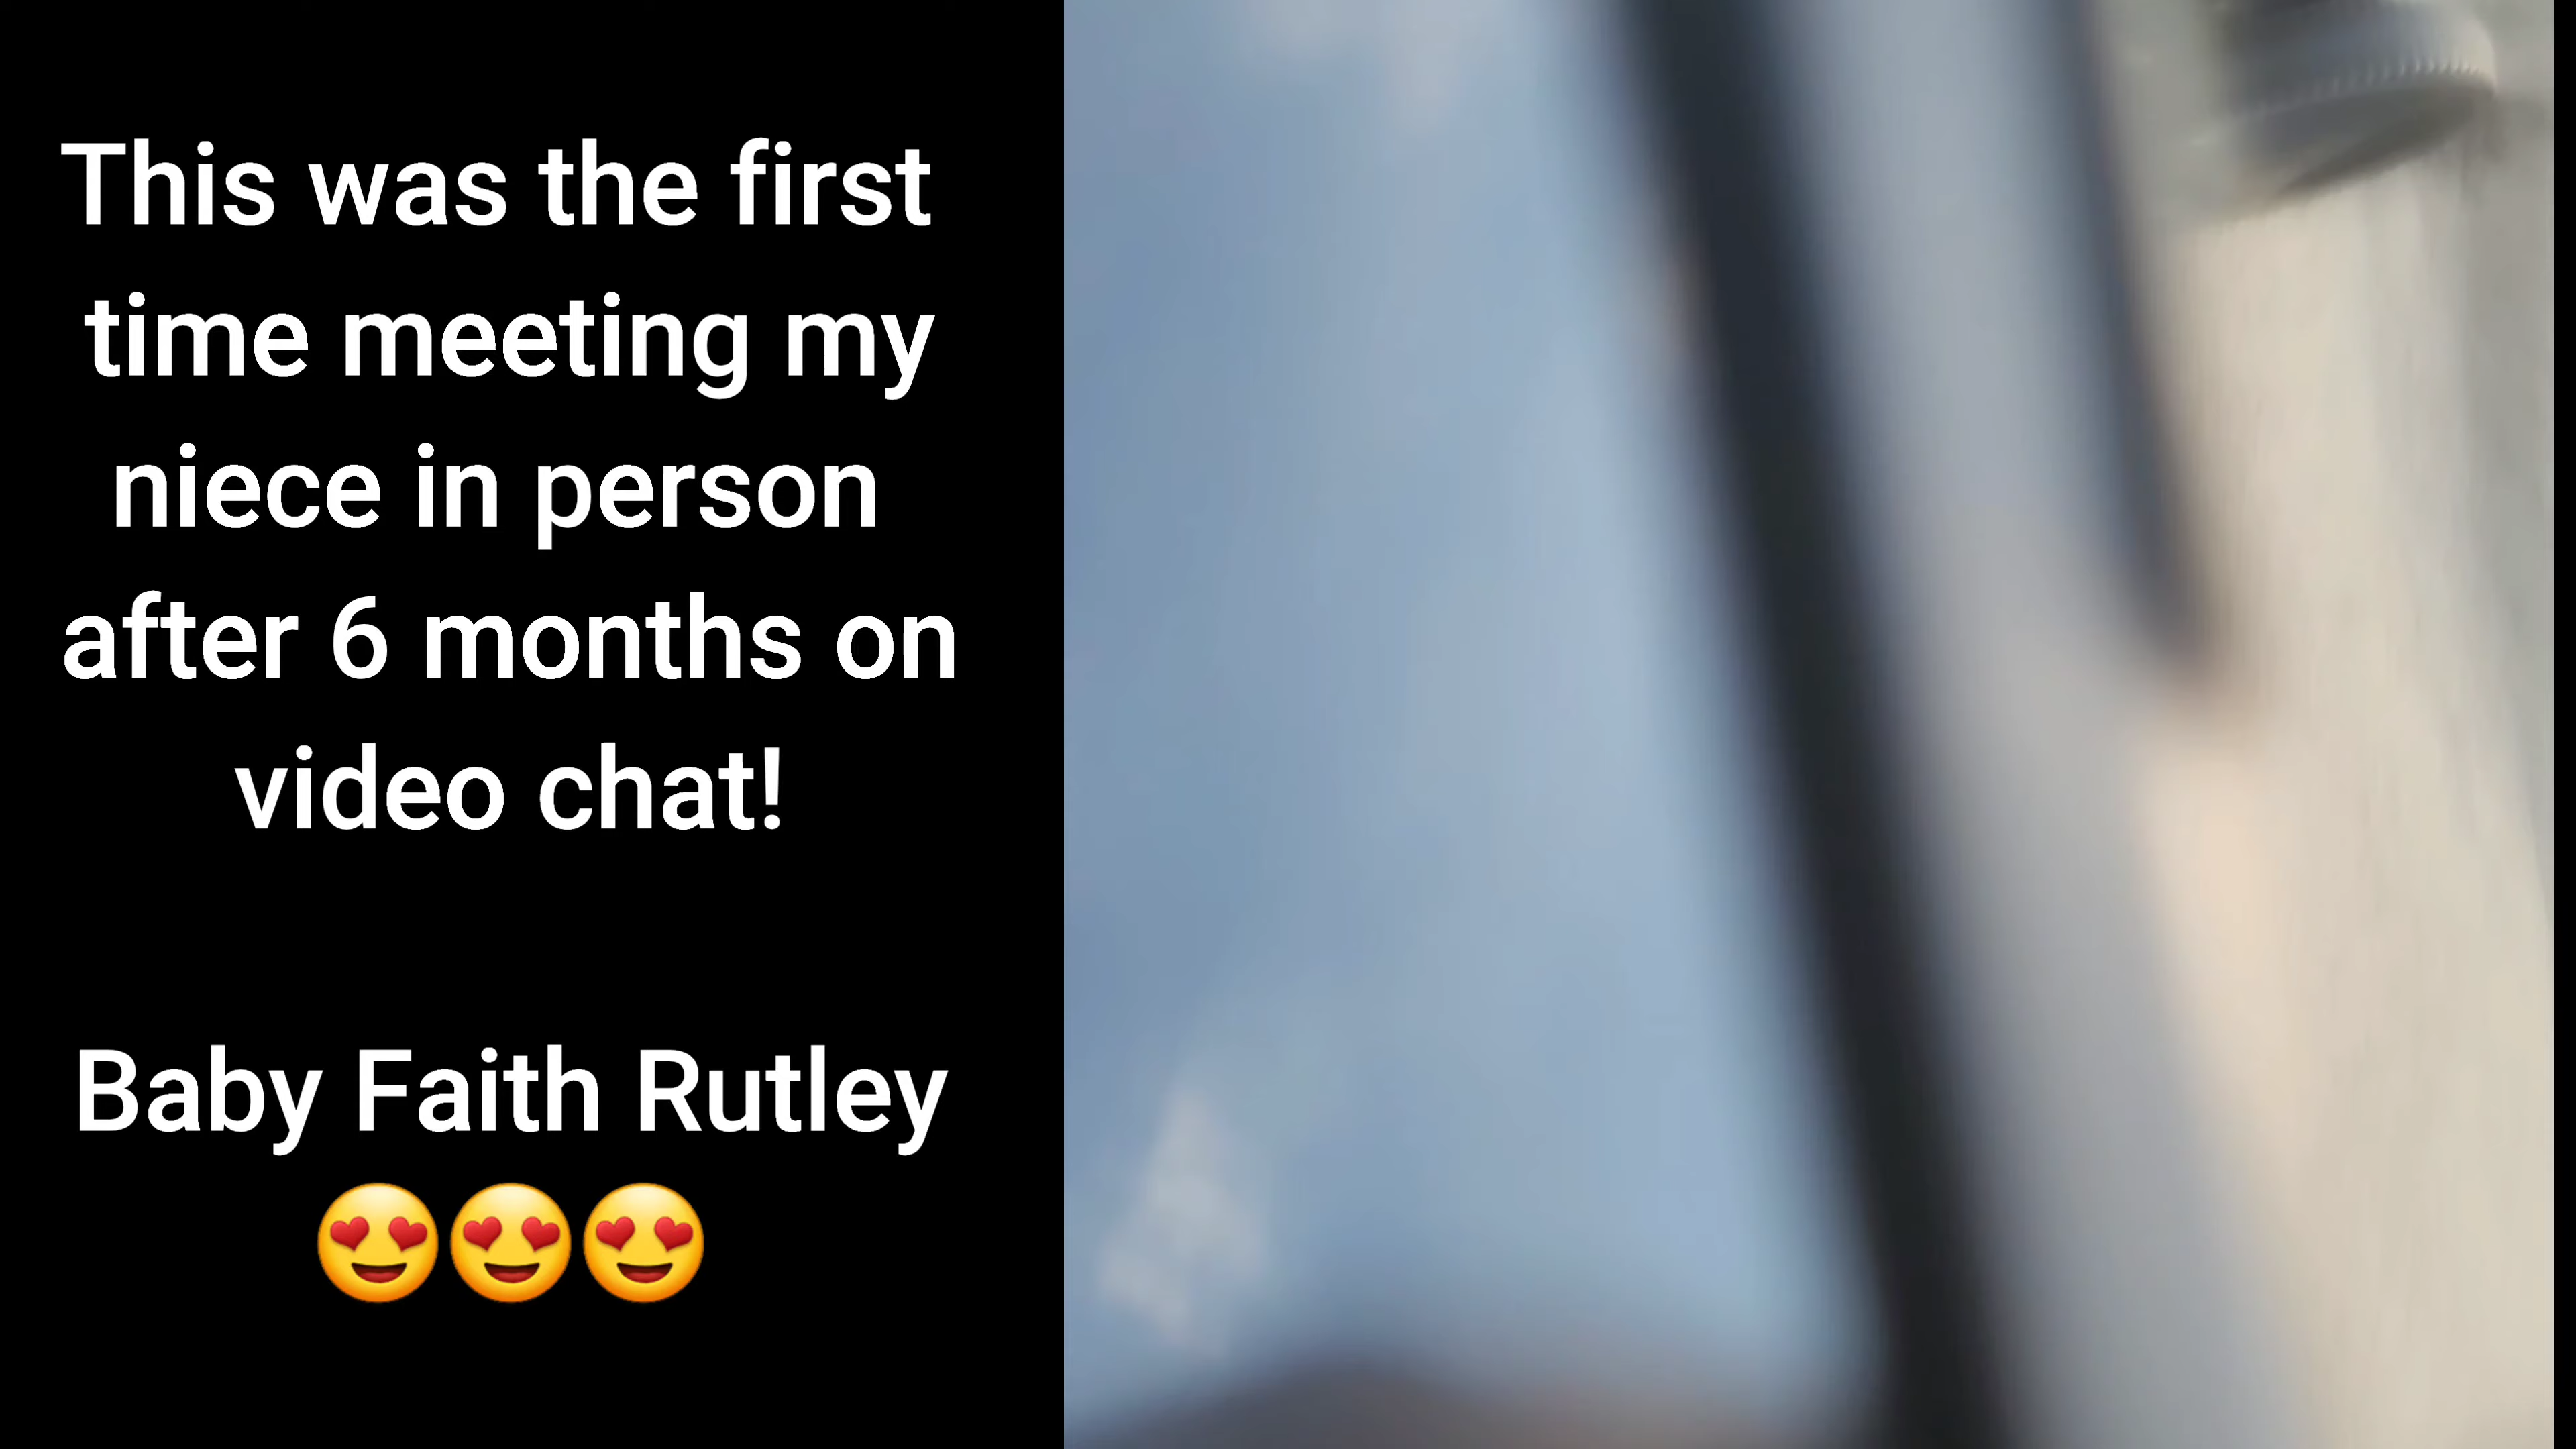 This was the first
time meeting my
niece in person
after 6 months on
video chat!
Baby Faith Rutley
😍😍😍